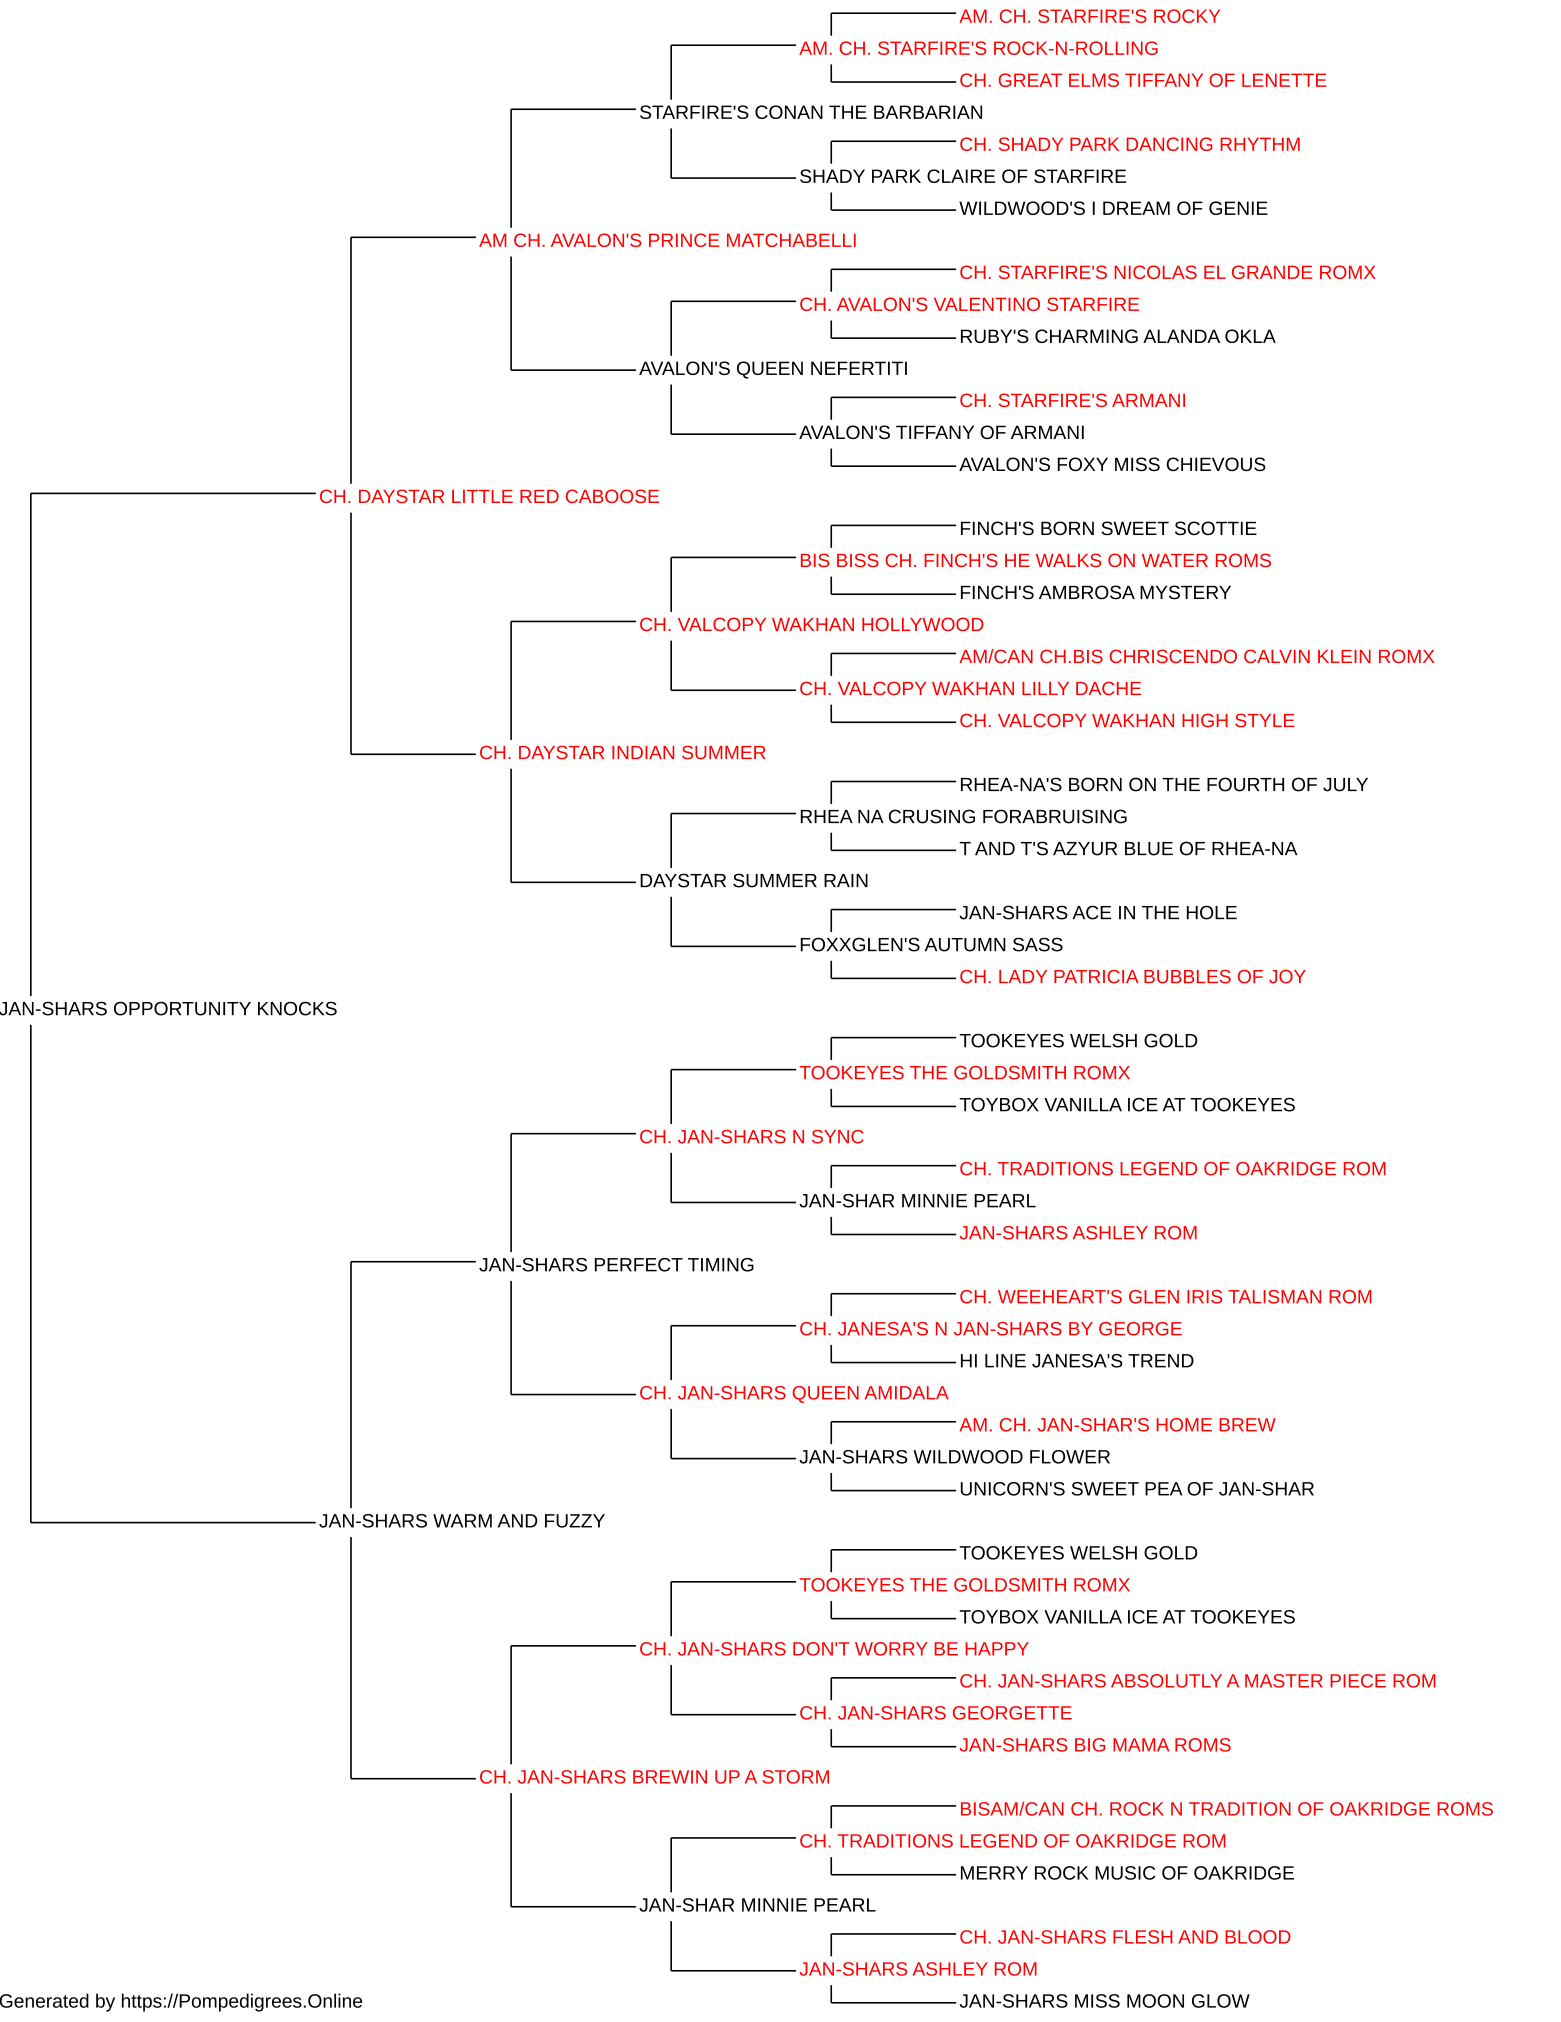 AM. CH. STARFIRE'S ROCKY
AM. CH. STARFIRE'S ROCK-N-ROLLING
CH. GREAT ELMS TIFFANY OF LENETTE
STARFIRE'S CONAN THE BARBARIAN
CH. SHADY PARK DANCING RHYTHM
SHADY PARK CLAIRE OF STARFIRE
WILDWOOD'S I DREAM OF GENIE
AM CH. AVALON'S PRINCE MATCHABELLI
CH. STARFIRE'S NICOLAS EL GRANDE ROMX
CH. AVALON'S VALENTINO STARFIRE
RUBY'S CHARMING ALANDA OKLA
AVALON'S QUEEN NEFERTITI
CH. STARFIRE'S ARMANI
AVALON'S TIFFANY OF ARMANI
AVALON'S FOXY MISS CHIEVOUS
CH. DAYSTAR LITTLE RED CABOOSE
FINCH'S BORN SWEET SCOTTIE
BIS BISS CH. FINCH'S HE WALKS ON WATER ROMS
FINCH'S AMBROSA MYSTERY
CH. VALCOPY WAKHAN HOLLYWOOD
AM/CAN CH.BIS CHRISCENDO CALVIN KLEIN ROMX
CH. VALCOPY WAKHAN LILLY DACHE
CH. VALCOPY WAKHAN HIGH STYLE
CH. DAYSTAR INDIAN SUMMER
RHEA-NA'S BORN ON THE FOURTH OF JULY
RHEA NA CRUSING FORABRUISING
T AND T'S AZYUR BLUE OF RHEA-NA
DAYSTAR SUMMER RAIN
JAN-SHARS ACE IN THE HOLE
FOXXGLEN'S AUTUMN SASS
CH. LADY PATRICIA BUBBLES OF JOY
JAN-SHARS OPPORTUNITY KNOCKS
TOOKEYES WELSH GOLD
TOOKEYES THE GOLDSMITH ROMX
TOYBOX VANILLA ICE AT TOOKEYES
CH. JAN-SHARS N SYNC
CH. TRADITIONS LEGEND OF OAKRIDGE ROM
JAN-SHAR MINNIE PEARL
JAN-SHARS ASHLEY ROM
JAN-SHARS PERFECT TIMING
CH. WEEHEART'S GLEN IRIS TALISMAN ROM
CH. JANESA'S N JAN-SHARS BY GEORGE
HI LINE JANESA'S TREND
CH. JAN-SHARS QUEEN AMIDALA
AM. CH. JAN-SHAR'S HOME BREW
JAN-SHARS WILDWOOD FLOWER
UNICORN'S SWEET PEA OF JAN-SHAR
JAN-SHARS WARM AND FUZZY
TOOKEYES WELSH GOLD
TOOKEYES THE GOLDSMITH ROMX
TOYBOX VANILLA ICE AT TOOKEYES
CH. JAN-SHARS DON'T WORRY BE HAPPY
CH. JAN-SHARS ABSOLUTLY A MASTER PIECE ROM
CH. JAN-SHARS GEORGETTE
JAN-SHARS BIG MAMA ROMS
CH. JAN-SHARS BREWIN UP A STORM
BISAM/CAN CH. ROCK N TRADITION OF OAKRIDGE ROMS
CH. TRADITIONS LEGEND OF OAKRIDGE ROM
MERRY ROCK MUSIC OF OAKRIDGE
JAN-SHAR MINNIE PEARL
CH. JAN-SHARS FLESH AND BLOOD
JAN-SHARS ASHLEY ROM
JAN-SHARS MISS MOON GLOW
Generated by https://Pompedigrees.Online